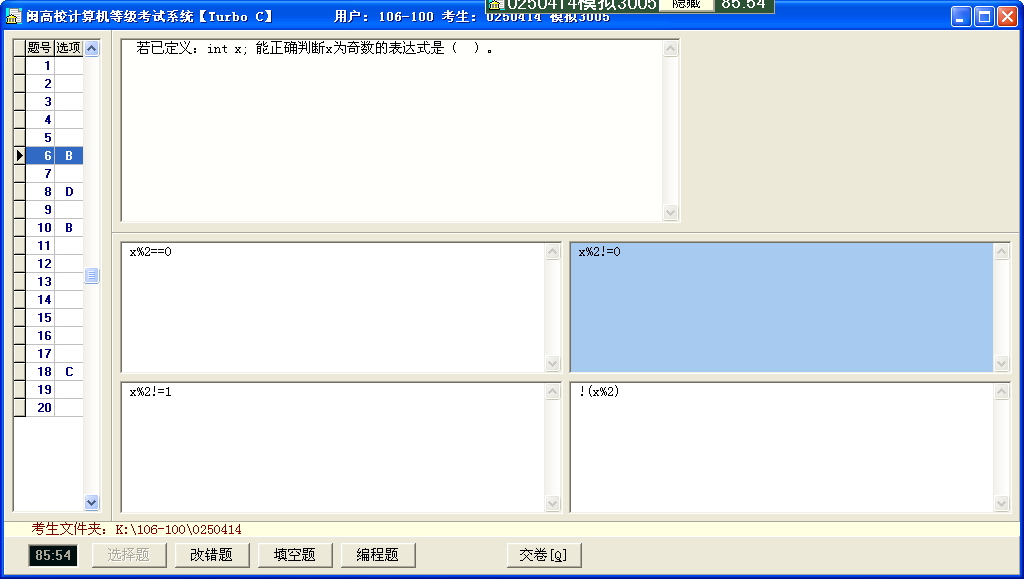 闽高校计算机等级考试系统【Turbo C】 用户: 106-100 考生: 0250414 模拟3005
0250414模拟3005 隐藏 85:54
题号 选项
1
2
3
4
5
6 B
7
8 D
9
10 B
11
12
13
14
15
16
17
18 C
19
20
若已定义: int x; 能正确判断x为奇数的表达式是( )。
x%2==0
x%2!=0
x%2!=1
!(x%2)
考生文件夹: K:\106-100\0250414
85:54 选择题 改错题 填空题 编程题 交卷[Q]